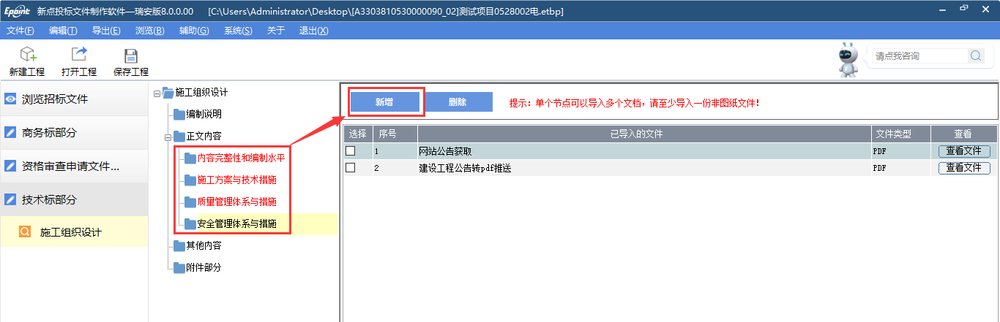 Epoint 新点投标文件制作软件—瑞安版8.0.0.00 [C:\Users\Administrator\Desktop\[A3303810530000090_02]测试项目0528002电.etbp]
文件(F) 编辑(T) 导出(E) 浏览(B) 辅助(G) 系统(S) 关于 退出(X)
新建工程 打开工程 保存工程
请点我咨询
浏览招标文件
商务标部分
资格审查申请文件...
技术标部分
施工组织设计
施工组织设计
编制说明
正文内容
内容完整性和编制水平
施工方案与技术措施
质量管理体系与措施
安全管理体系与措施
其他内容
附件部分
新增 删除 提示：单个节点可以导入多个文档，请至少导入一份非图纸文件！
选择 序号 已导入的文件 文件类型 查看
1 网站公告获取 PDF 查看文件
2 建设工程公告转pdf推送 PDF 查看文件